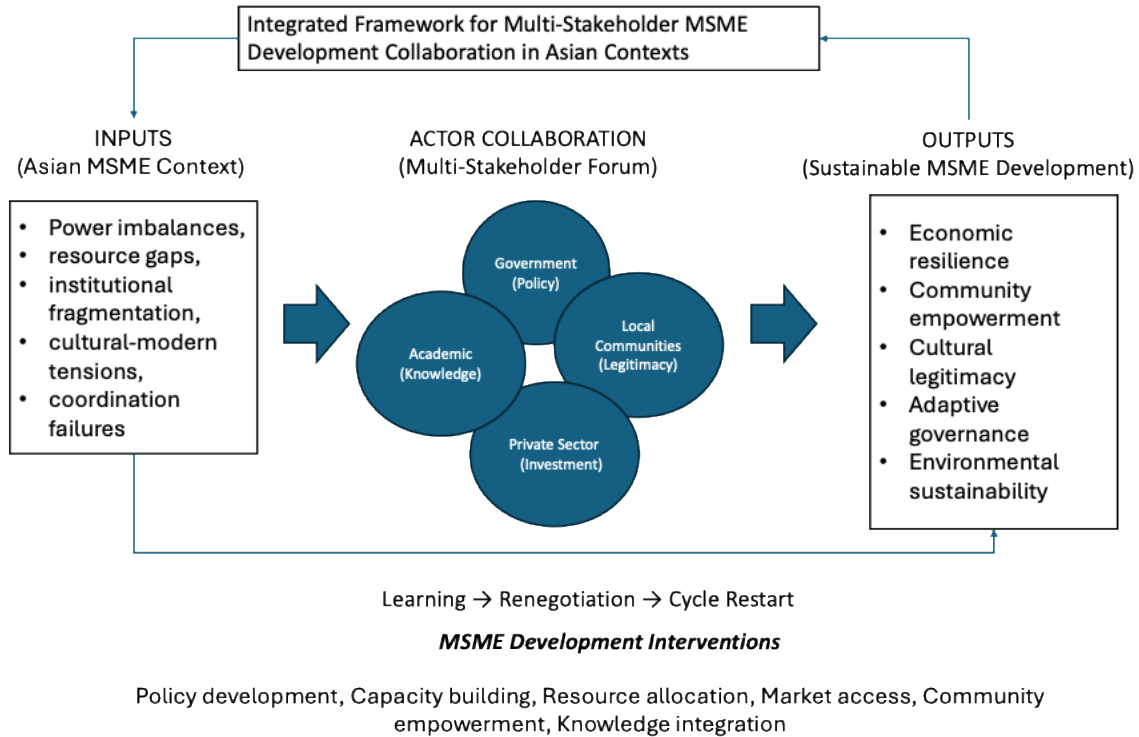 Integrated Framework for Multi-Stakeholder MSME
Development Collaboration in Asian Contexts
INPUTS
(Asian MSME Context)
• Power imbalances,
• resource gaps,
• institutional
fragmentation,
• cultural-modern
tensions,
• coordination
failures
ACTOR COLLABORATION
(Multi-Stakeholder Forum)
Government
(Policy)
Academic
(Knowledge)
Local
Communities
(Legitimacy)
Private Sector
(Investment)
OUTPUTS
(Sustainable MSME Development)
• Economic
resilience
• Community
empowerment
• Cultural
legitimacy
• Adaptive
governance
• Environmental
sustainability
Learning → Renegotiation → Cycle Restart
MSME Development Interventions
Policy development, Capacity building, Resource allocation, Market access, Community
empowerment, Knowledge integration